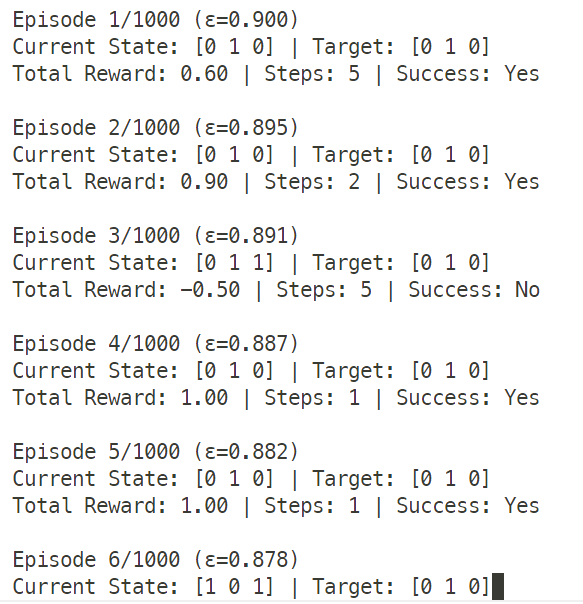 Episode 1/1000 (ε=0.900)
Current State: [0 1 0] | Target: [0 1 0]
Total Reward: 0.60 | Steps: 5 | Success: Yes
Episode 2/1000 (ε=0.895)
Current State: [0 1 0] | Target: [0 1 0]
Total Reward: 0.90 | Steps: 2 | Success: Yes
Episode 3/1000 (ε=0.891)
Current State: [0 1 1] | Target: [0 1 0]
Total Reward: −0.50 | Steps: 5 | Success: No
Episode 4/1000 (ε=0.887)
Current State: [0 1 0] | Target: [0 1 0]
Total Reward: 1.00 | Steps: 1 | Success: Yes
Episode 5/1000 (ε=0.882)
Current State: [0 1 0] | Target: [0 1 0]
Total Reward: 1.00 | Steps: 1 | Success: Yes
Episode 6/1000 (ε=0.878)
Current State: [1 0 1] | Target: [0 1 0]